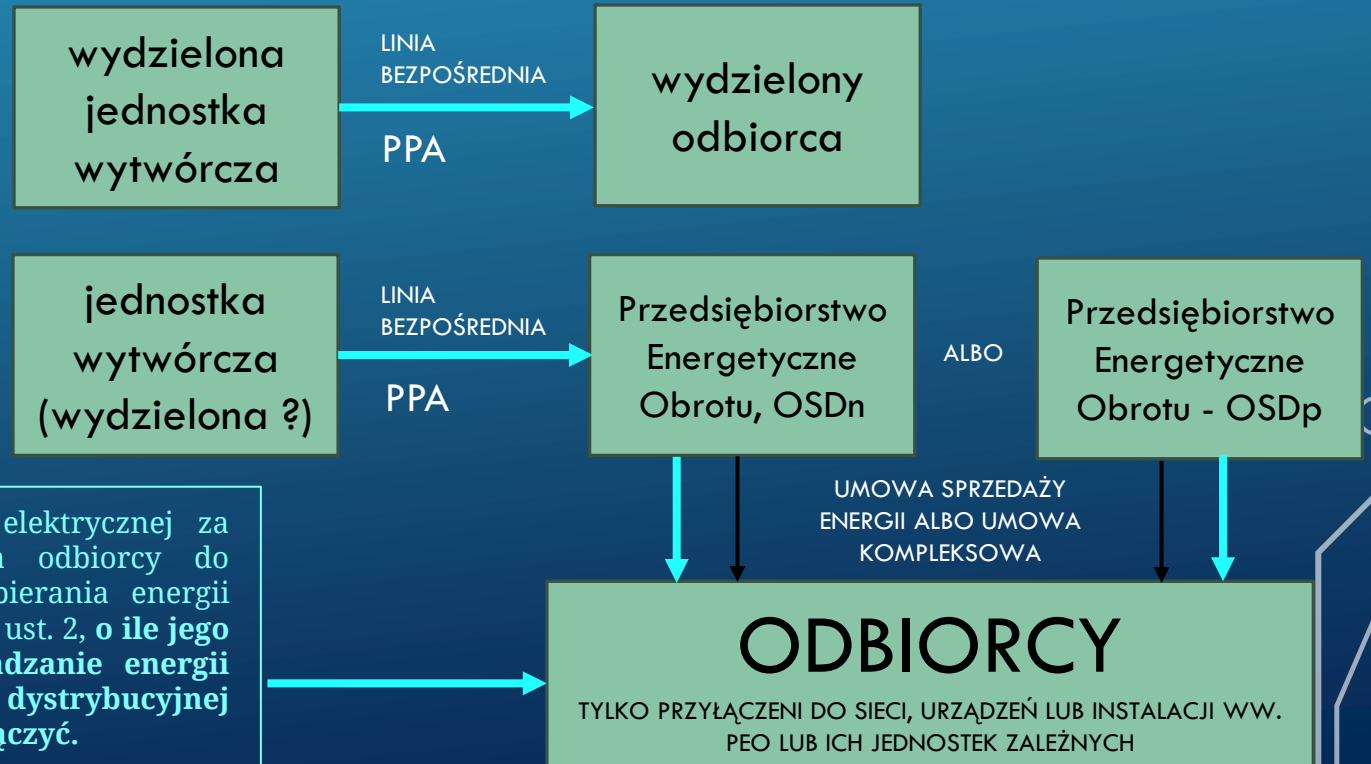 wydzielona
jednostka
wytwórcza
LINIA
BEZPOŚREDNIA
PPA
wydzielony
odbiorca
jednostka
wytwórcza
(wydzielona ?)
LINIA
BEZPOŚREDNIA
PPA
Przedsiębiorstwo
Energetyczne
Obrotu, OSDn
ALBO
Przedsiębiorstwo
Energetyczne
Obrotu - OSDp
UMOWA SPRZEDAŻY
ENERGII ALBO UMOWA
KOMPLEKSOWA
elektrycznej za
odbiorcy do
bierania energii
ust. 2, o ile jego
dzanie energii
dystrybucyjnej
ączyć.
ODBIORCY
TYLKO PRZYŁĄCZENI DO SIECI, URZĄDZEŃ LUB INSTALACJI WW.
PEO LUB ICH JEDNOSTEK ZALEŻNYCH